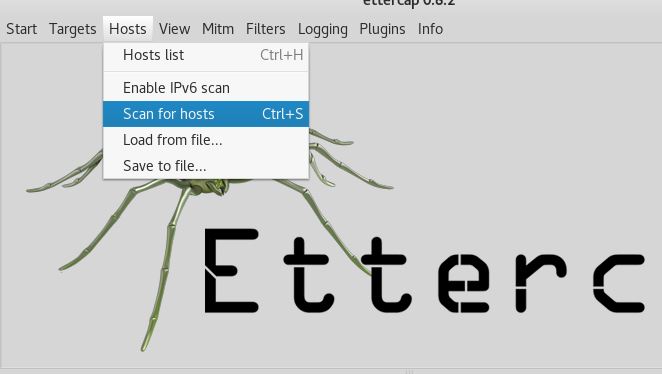 ettercap 0.8.2
Start Targets Hosts View Mitm Filters Logging Plugins Info
Hosts list Ctrl+H
Enable IPv6 scan
Scan for hosts Ctrl+S
Load from file...
Save to file...
Etterc